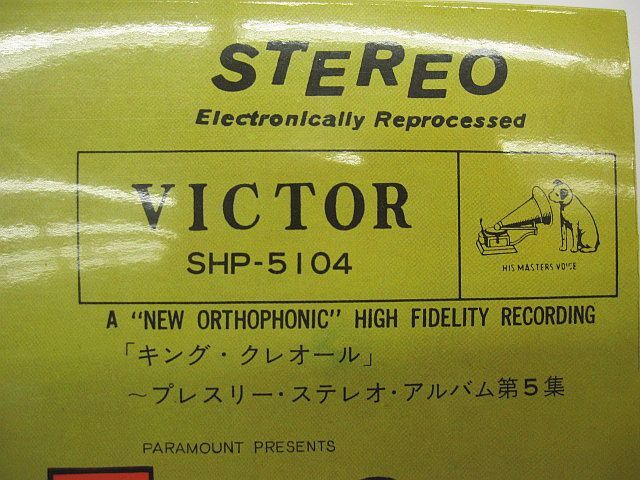 STEREO
Electronically Reprocessed
VICTOR
SHP-5104
HIS MASTERS VOICE
A "NEW ORTHOPHONIC" HIGH FIDELITY RECORDING
「キング・クレオール」
～プレスリー・ステレオ・アルバム第5集
PARAMOUNT PRESENTS